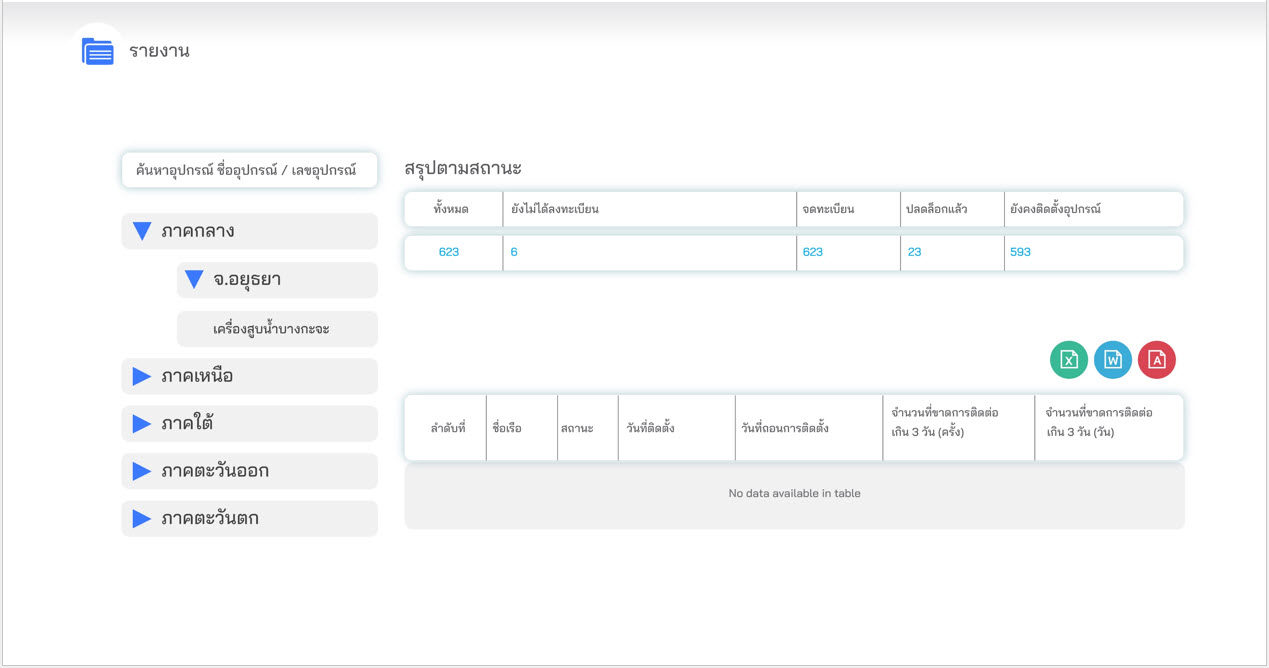 รายงาน
ค้นหาอุปกรณ์ ชื่ออุปกรณ์ / เลขอุปกรณ์
ภาคกลาง
จ.อยุธยา
เครื่องสูบน้ำบางกะจะ
ภาคเหนือ
ภาคใต้
ภาคตะวันออก
ภาคตะวันตก
สรุปตามสถานะ
ทั้งหมด ยังไม่ได้ลงทะเบียน จดทะเบียน ปลดล็อกแล้ว ยังคงติดตั้งอุปกรณ์
623 6 623 23 593
X W A
ลำดับที่ ชื่อเรือ สถานะ วันที่ติดตั้ง วันที่ถอนการติดตั้ง จำนวนที่ขาดการติดต่อ จำนวนที่ขาดการติดต่อ
เกิน 3 วัน (ครั้ง) เกิน 3 วัน (วัน)
No data available in table